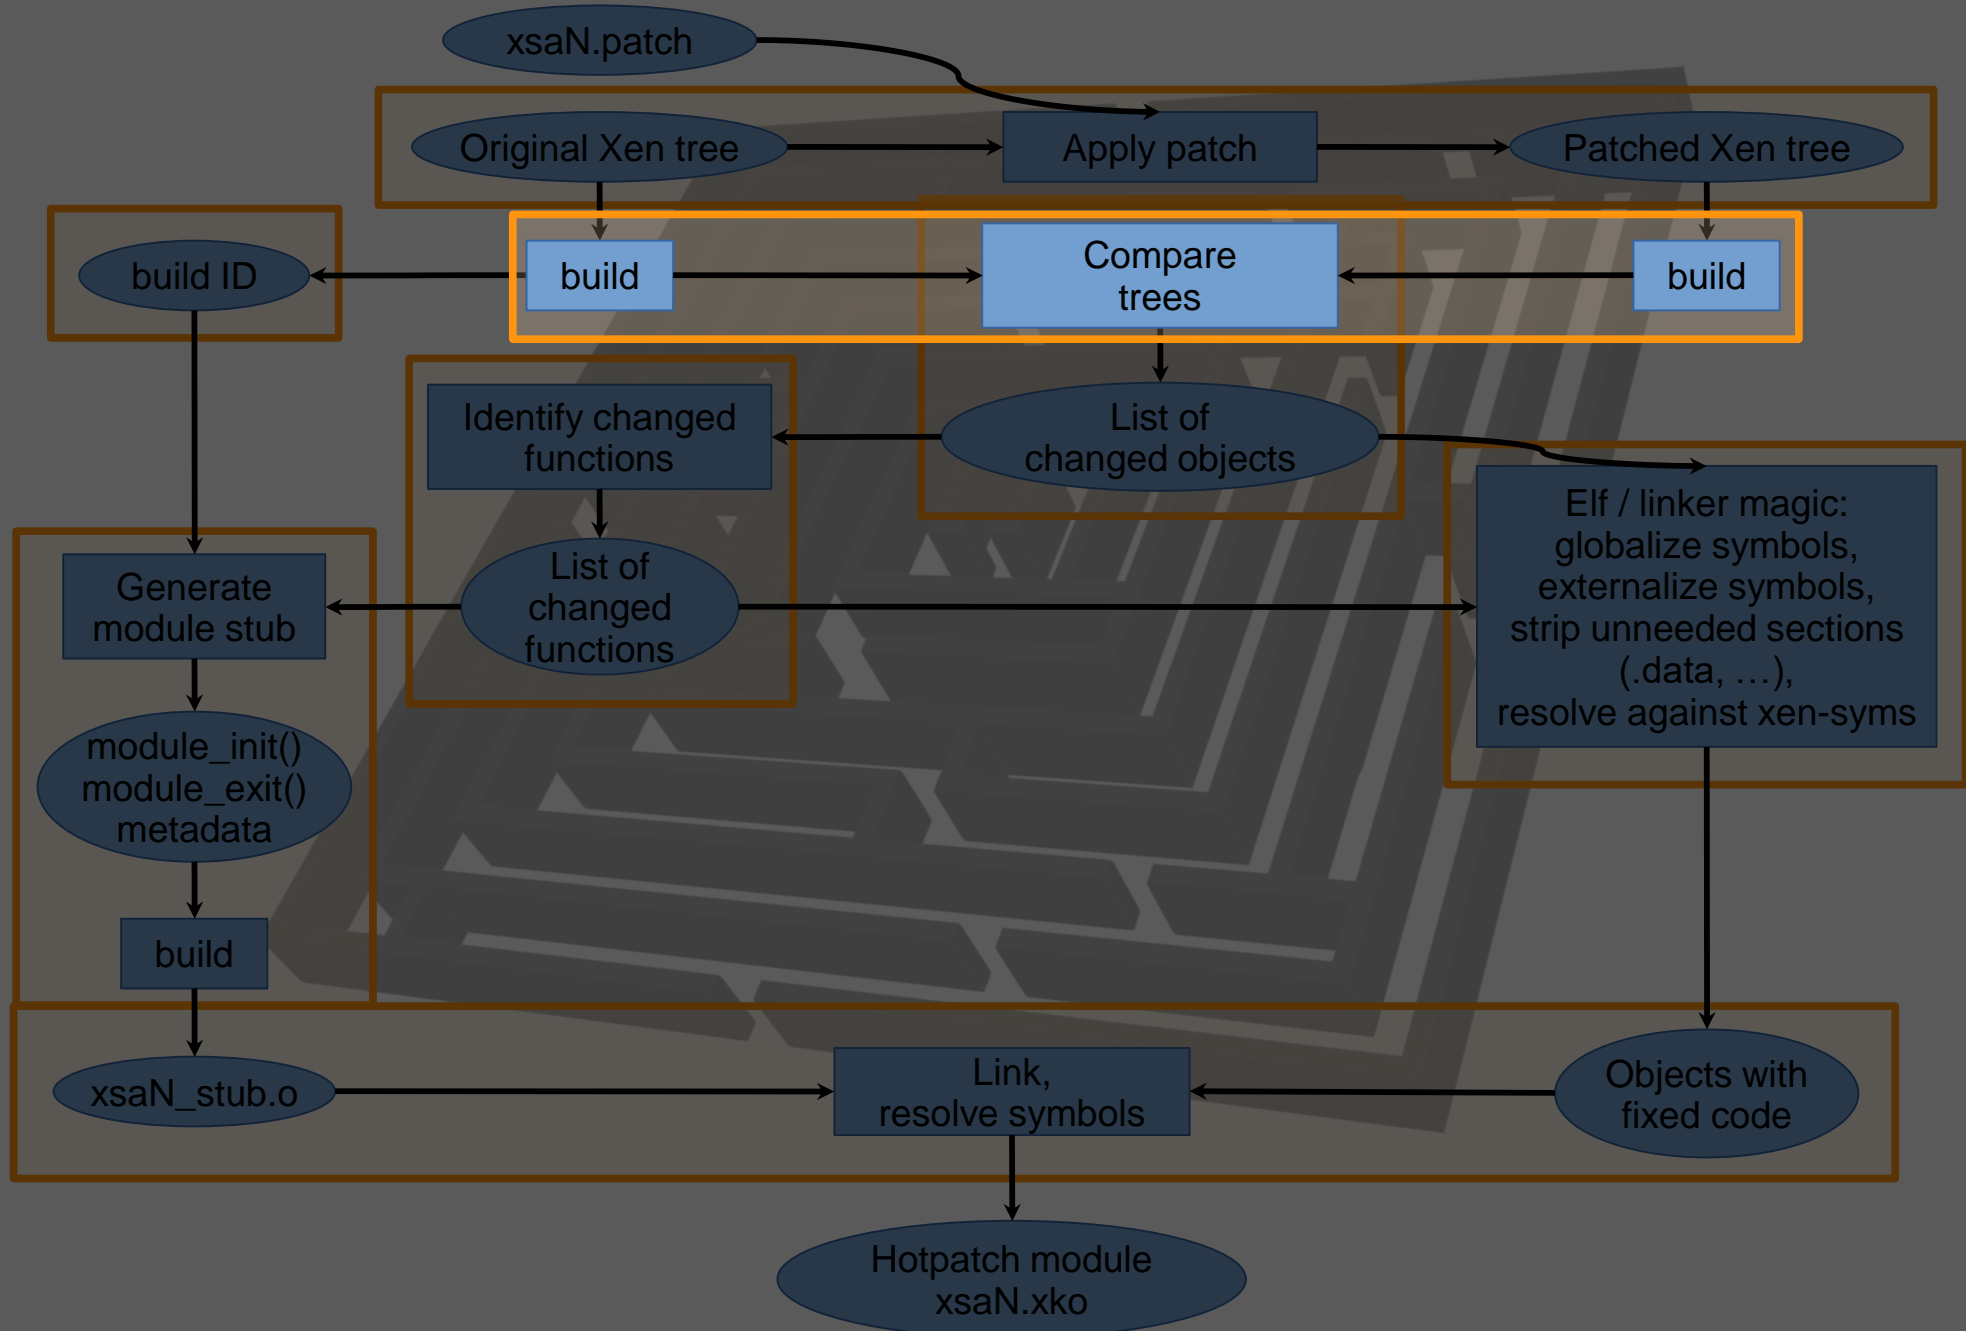 xsaN.patch
Original Xen tree
Apply patch
Patched Xen tree
build ID
build
Compare
trees
build
Identify changed
functions
List of
changed objects
Elf / linker magic:
globalize symbols,
externalize symbols,
strip unneeded sections
(.data, …),
resolve against xen-syms
List of
changed
functions
Generate
module stub
module_init()
module_exit()
metadata
build
xsaN_stub.o
Link,
resolve symbols
Objects with
fixed code
Hotpatch module
xsaN.xko